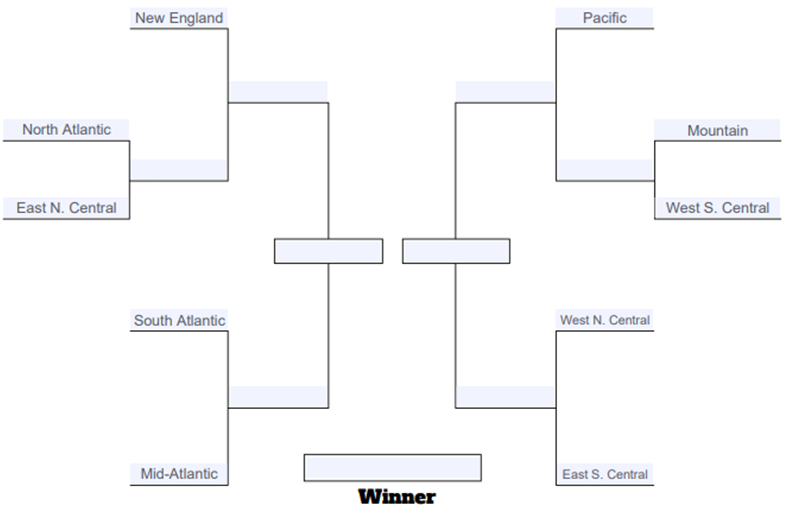 New England
Pacific
North Atlantic
Mountain
East N. Central
West S. Central
South Atlantic
West N. Central
Mid-Atlantic
East S. Central
Winner